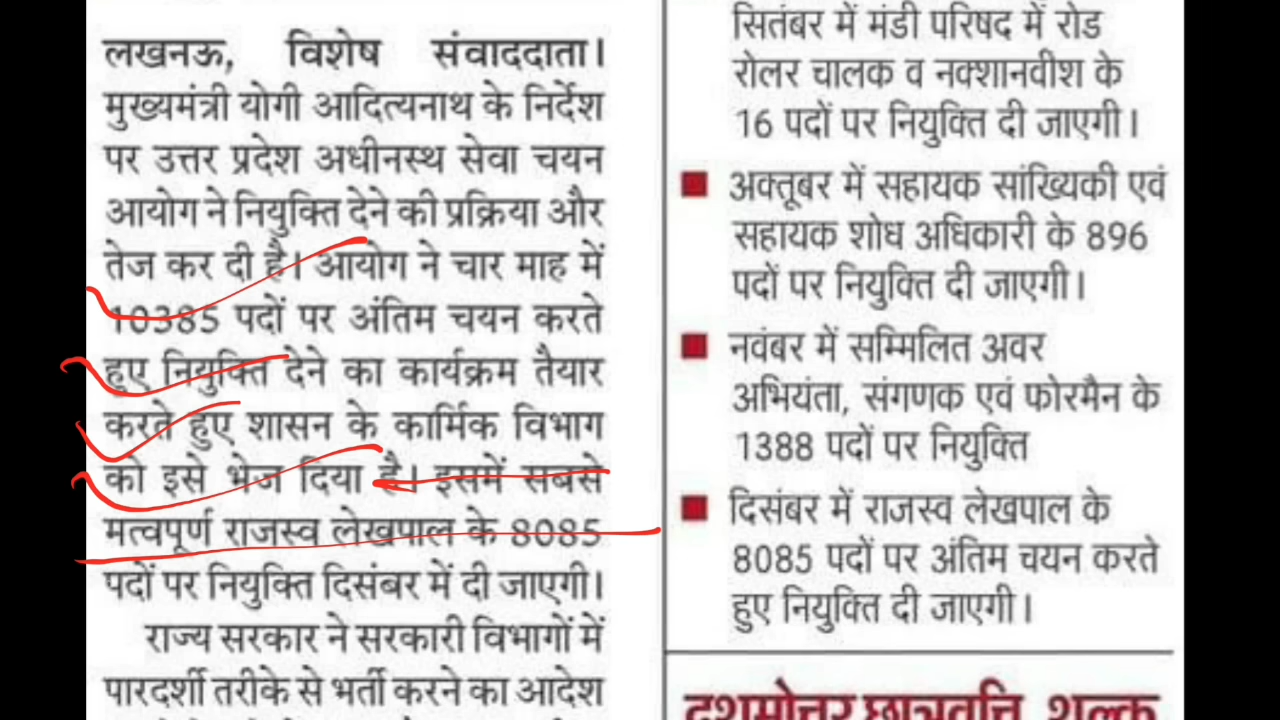 लखनऊ, विशेष संवाददाता।
मुख्यमंत्री योगी आदित्यनाथ के निर्देश
पर उत्तर प्रदेश अधीनस्थ सेवा चयन
आयोग ने नियुक्ति देने की प्रक्रिया और
तेज कर दी है। आयोग ने चार माह में
10385 पदों पर अंतिम चयन करते
हुए नियुक्ति देने का कार्यक्रम तैयार
करते हुए शासन के कार्मिक विभाग
को इसे भेज दिया है। इसमें सबसे
मत्वपूर्ण राजस्व लेखपाल के 8085
पदों पर नियुक्ति दिसंबर में दी जाएगी।
राज्य सरकार ने सरकारी विभागों में
पारदर्शी तरीके से भर्ती करने का आदेश
सितंबर में मंडी परिषद में रोड
रोलर चालक व नक्शानवीश के
16 पदों पर नियुक्ति दी जाएगी।
अक्तूबर में सहायक सांख्यिकी एवं
सहायक शोध अधिकारी के 896
पदों पर नियुक्ति दी जाएगी।
नवंबर में सम्मिलित अवर
अभियंता, संगणक एवं फोरमैन के
1388 पदों पर नियुक्ति
दिसंबर में राजस्व लेखपाल के
8085 पदों पर अंतिम चयन करते
हुए नियुक्ति दी जाएगी।
दशमोत्तर छात्रवृत्ति, शुल्क